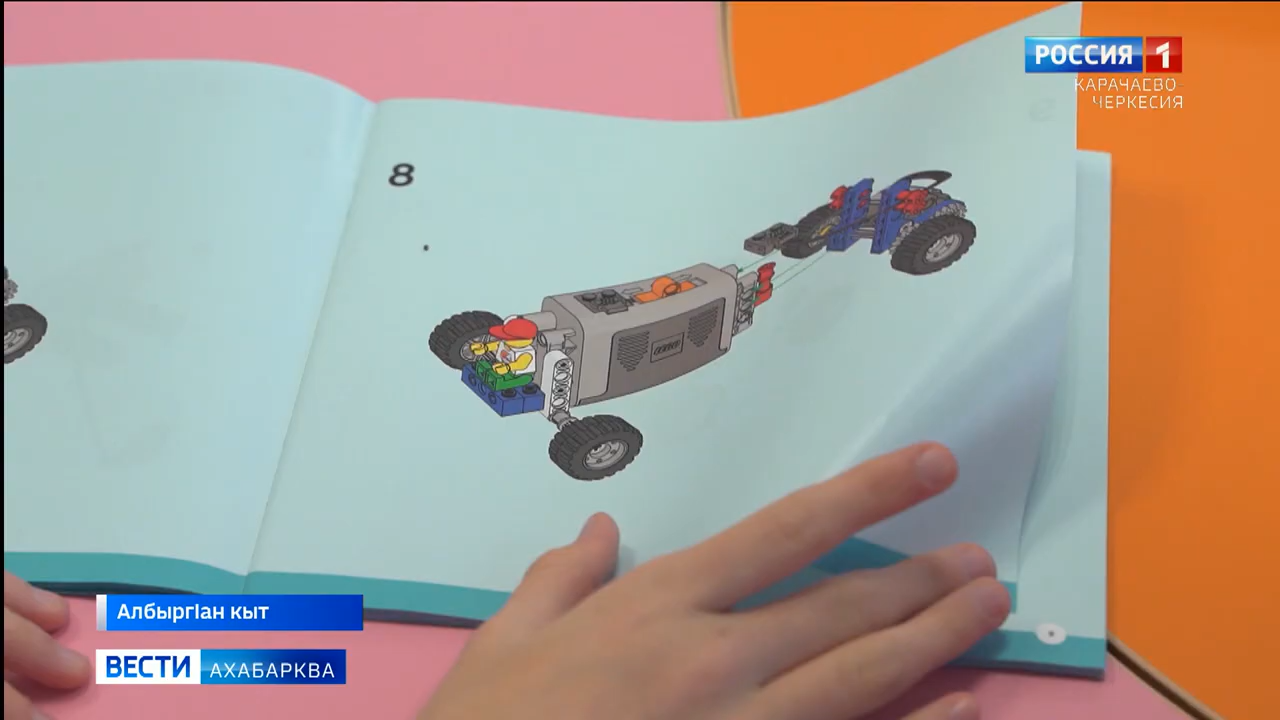 РОССИЯ 1
КАРАЧАЕВО-
ЧЕРКЕСИЯ
8
АлбыргӀан кыт
ВЕСТИ АХАБАРКВА